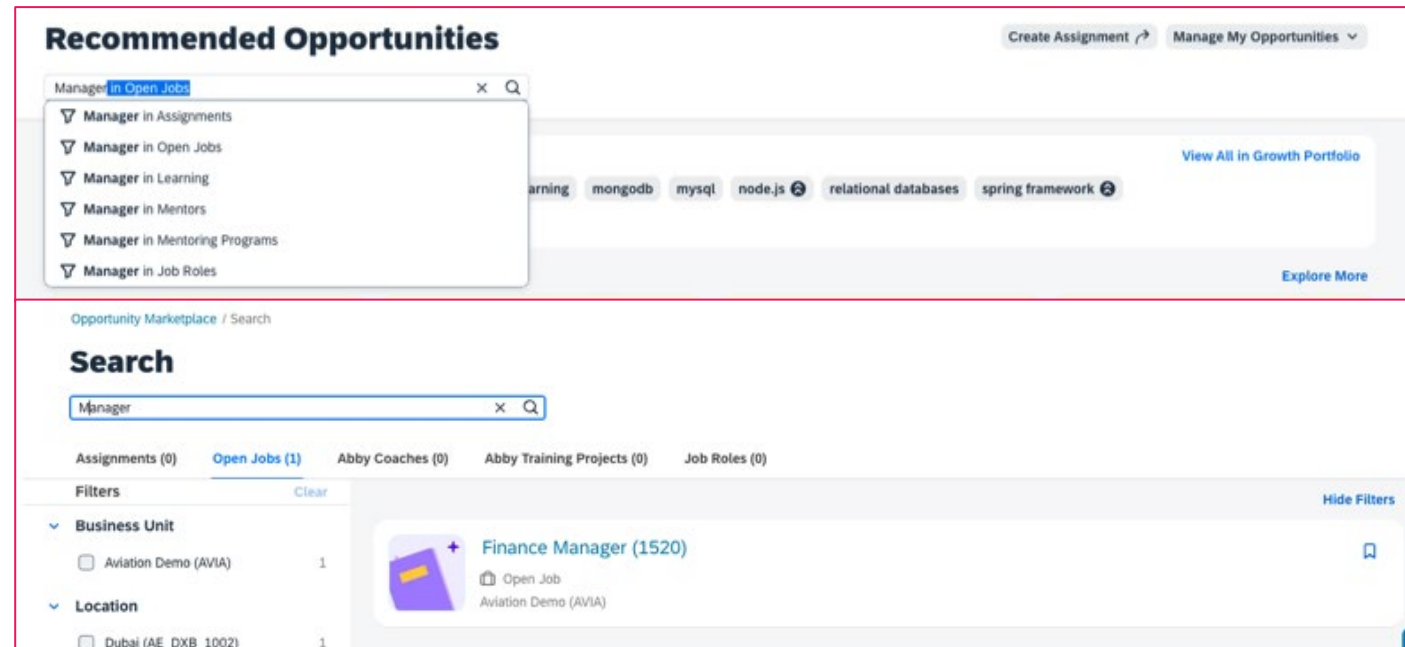 Recommended Opportunities
Create Assignment
Manage My Opportunities
Manager in Open Jobs
Manager in Assignments
Manager in Open Jobs
Manager in Learning
Manager in Mentors
Manager in Mentoring Programs
Manager in Job Roles
View All in Growth Portfolio
arning mongodb mysql node.js relational databases spring framework
Explore More
Opportunity Marketplace / Search
Search
Manager
Assignments (0) Open Jobs (1) Abby Coaches (0) Abby Training Projects (0) Job Roles (0)
Filters Clear
Hide Filters
Business Unit
Aviation Demo (AVIA) 1
Location
Dubai (AE_DXB_1002) 1
Finance Manager (1520)
Open Job
Aviation Demo (AVIA)